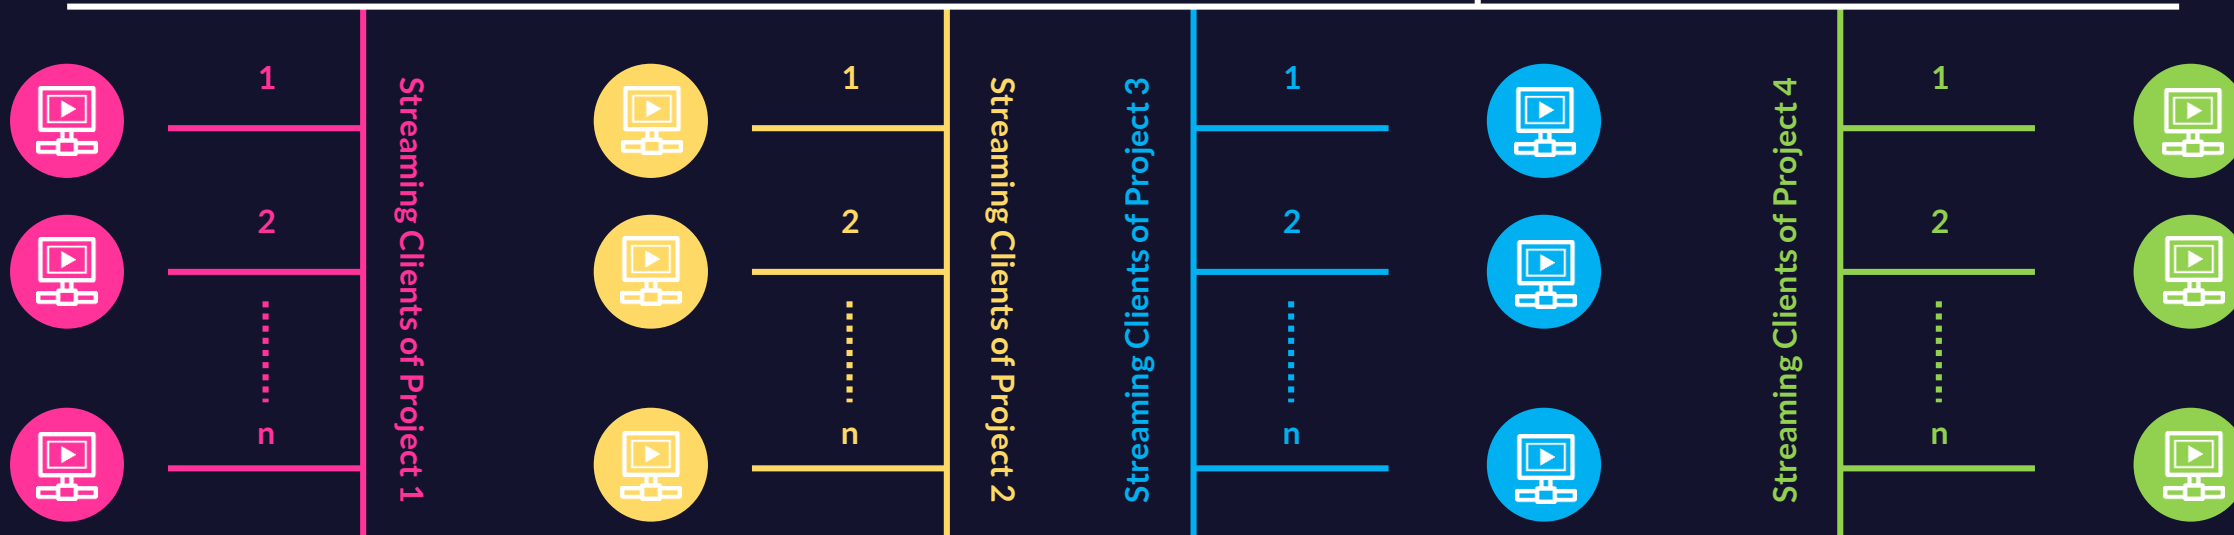 1
2
n
Streaming Clients of Project 1
1
2
n
Streaming Clients of Project 2
Streaming Clients of Project 3
1
2
n
Streaming Clients of Project 4
1
2
n